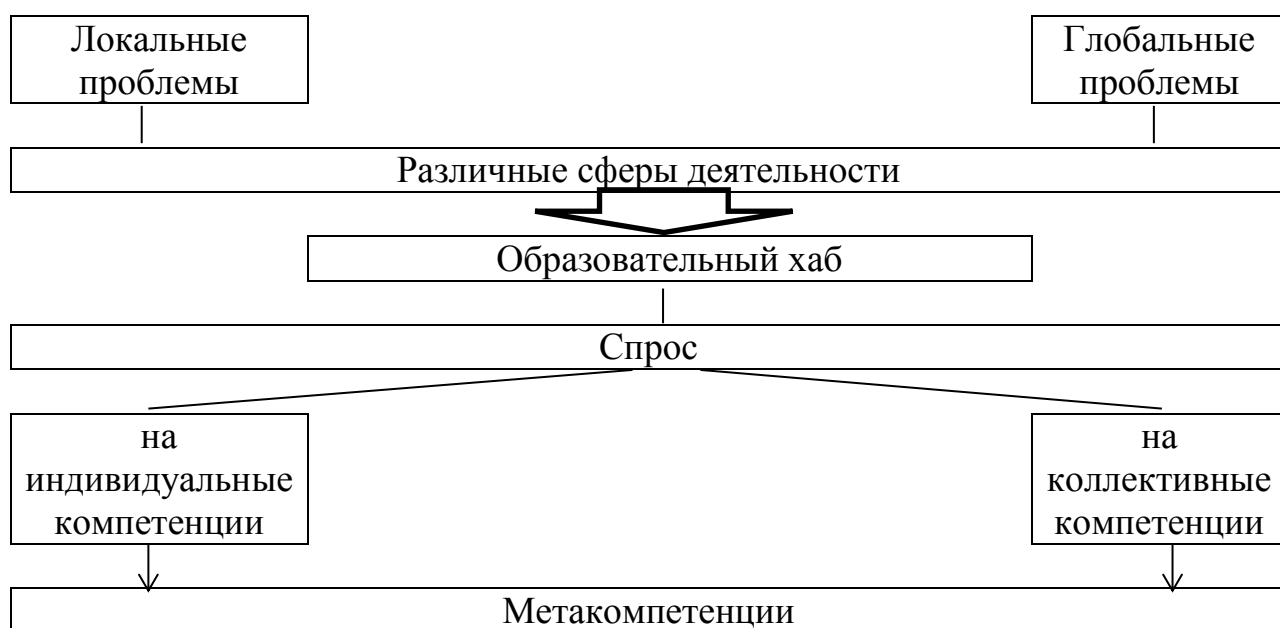 Локальные
проблемы
Глобальные
проблемы
Различные сферы деятельности
Образовательный хаб
Спрос
на
индивидуальные
компетенции
на
коллективные
компетенции
Метакомпетенции